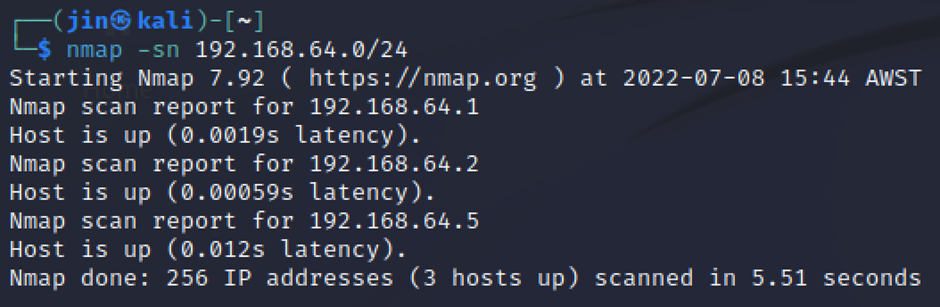 ┌──(jin㉿kali)-[~]
└─$ nmap -sn 192.168.64.0/24
Starting Nmap 7.92 ( https://nmap.org ) at 2022-07-08 15:44 AWST
Nmap scan report for 192.168.64.1
Host is up (0.0019s latency).
Nmap scan report for 192.168.64.2
Host is up (0.00059s latency).
Nmap scan report for 192.168.64.5
Host is up (0.012s latency).
Nmap done: 256 IP addresses (3 hosts up) scanned in 5.51 seconds